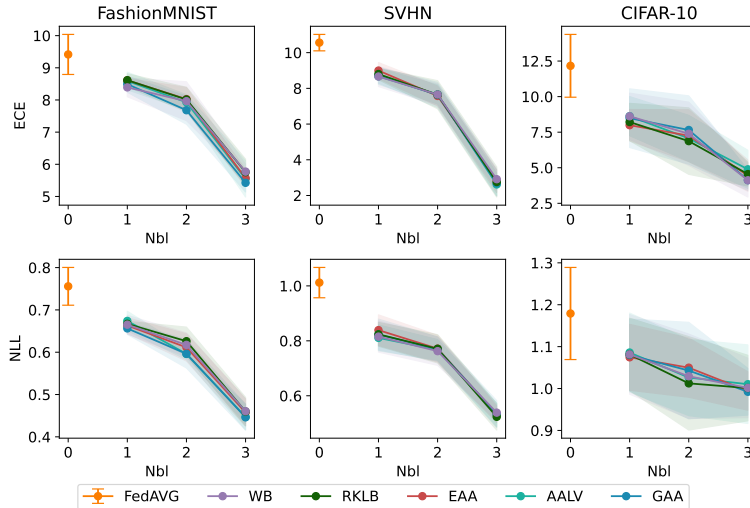 FashionMNIST
SVHN
CIFAR-10
ECE
10
9
8
7
6
5
0 1 2 3
Nbl
10
8
6
4
2
0 1 2 3
Nbl
12.5
10.0
7.5
5.0
2.5
0 1 2 3
Nbl
NLL
0.8
0.7
0.6
0.5
0.4
0 1 2 3
Nbl
1.0
0.8
0.6
0 1 2 3
Nbl
1.3
1.2
1.1
1.0
0.9
0 1 2 3
Nbl
FedAVG WB RKLB EAA AALV GAA